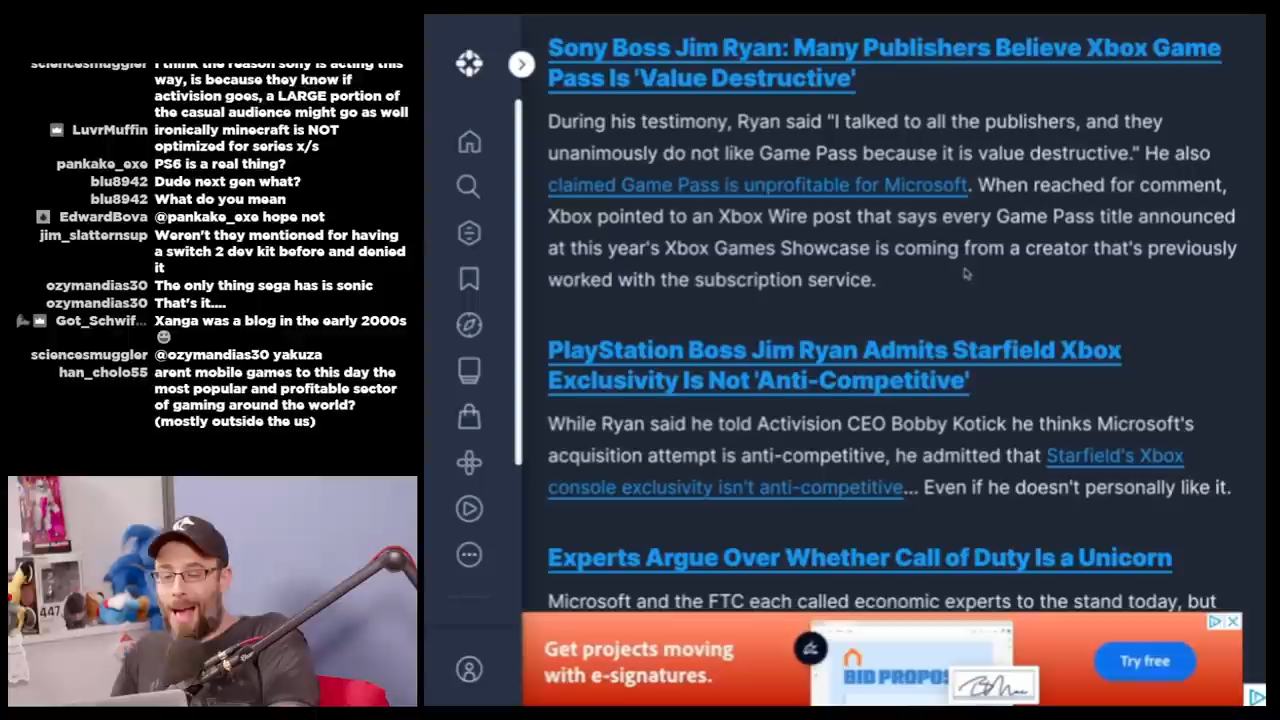 sciencesmuggler I think the reason sony is acting this
way, is because they know if
activision goes, a LARGE portion of
the casual audience might go as well
LuvrMuffin ironically minecraft is NOT
optimized for series x/s
pankake_exe PS6 is a real thing?
blu8942 Dude next gen what?
blu8942 What do you mean
EdwardBova @pankake_exe hope not
jim_slatternsup Weren't they mentioned for having
a switch 2 dev kit before and denied
it
ozymandias30 The only thing sega has is sonic
ozymandias30 That's it....
Got_Schwif... Xanga was a blog in the early 2000s
sciencesmuggler @ozymandias30 yakuza
han_cholo55 arent mobile games to this day the
most popular and profitable sector
of gaming around the world?
(mostly outside the us)
447
Sony Boss Jim Ryan: Many Publishers Believe Xbox Game
Pass Is 'Value Destructive'
During his testimony, Ryan said "I talked to all the publishers, and they
unanimously do not like Game Pass because it is value destructive." He also
claimed Game Pass is unprofitable for Microsoft. When reached for comment,
Xbox pointed to an Xbox Wire post that says every Game Pass title announced
at this year's Xbox Games Showcase is coming from a creator that's previously
worked with the subscription service.
PlayStation Boss Jim Ryan Admits Starfield Xbox
Exclusivity Is Not 'Anti-Competitive'
While Ryan said he told Activision CEO Bobby Kotick he thinks Microsoft's
acquisition attempt is anti-competitive, he admitted that Starfield's Xbox
console exclusivity isn't anti-competitive... Even if he doesn't personally like it.
Experts Argue Over Whether Call of Duty Is a Unicorn
Microsoft and the FTC each called economic experts to the stand today, but
Get projects moving
with e-signatures.
BID PROPOS
Try free